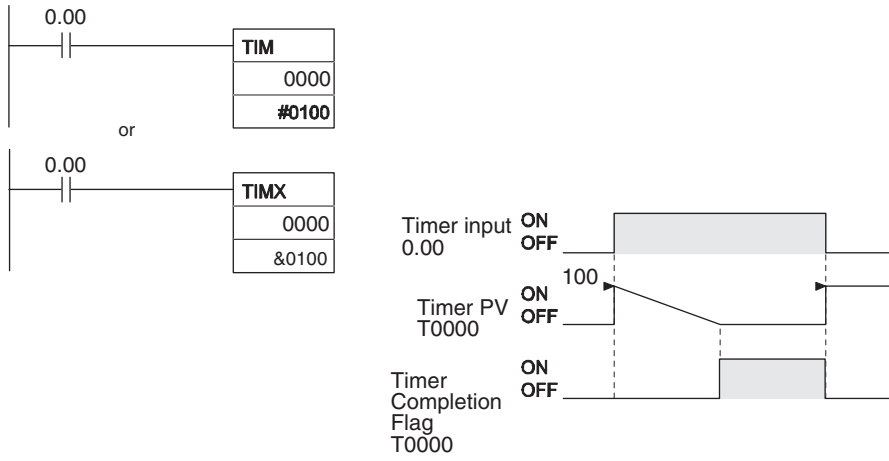 0.00
TIM
0000
#0100
or
0.00
TIMX
0000
&0100
Timer input
0.00
ON
OFF
100
Timer PV
T0000
ON
OFF
Timer
Completion
Flag
T0000
ON
OFF